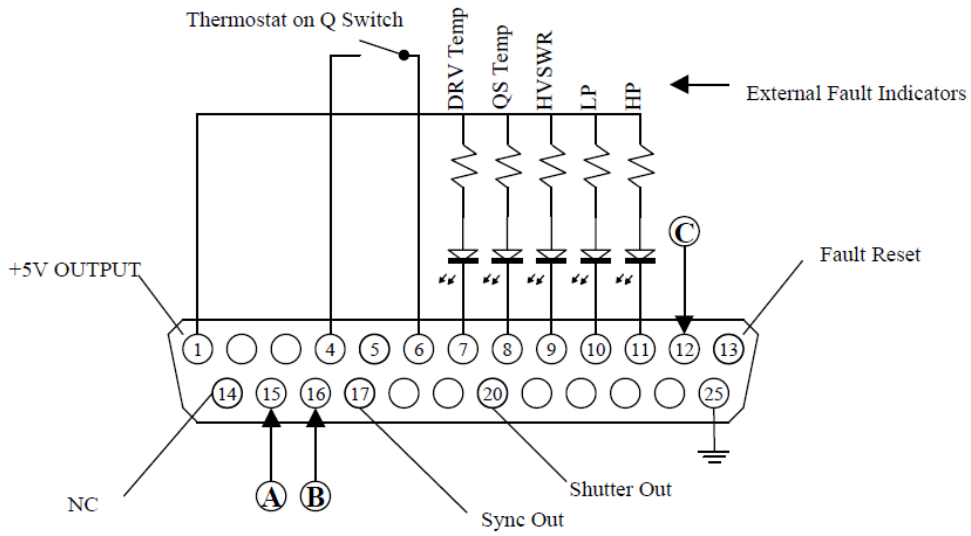 Thermostat on Q Switch
DRV Temp
QS Temp
HVSWR
LP
HP
External Fault Indicators
C
+5V OUTPUT
Fault Reset
1 4 5 6 7 8 9 10 11 12 13
14 15 16 17 20 25
A B
NC
Sync Out
Shutter Out